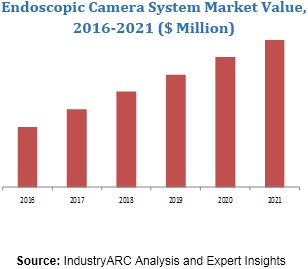 Endoscopic Camera System Market Value,
2016-2021 ($ Million)
2016 2017 2018 2019 2020 2021
Source: IndustryARC Analysis and Expert Insights